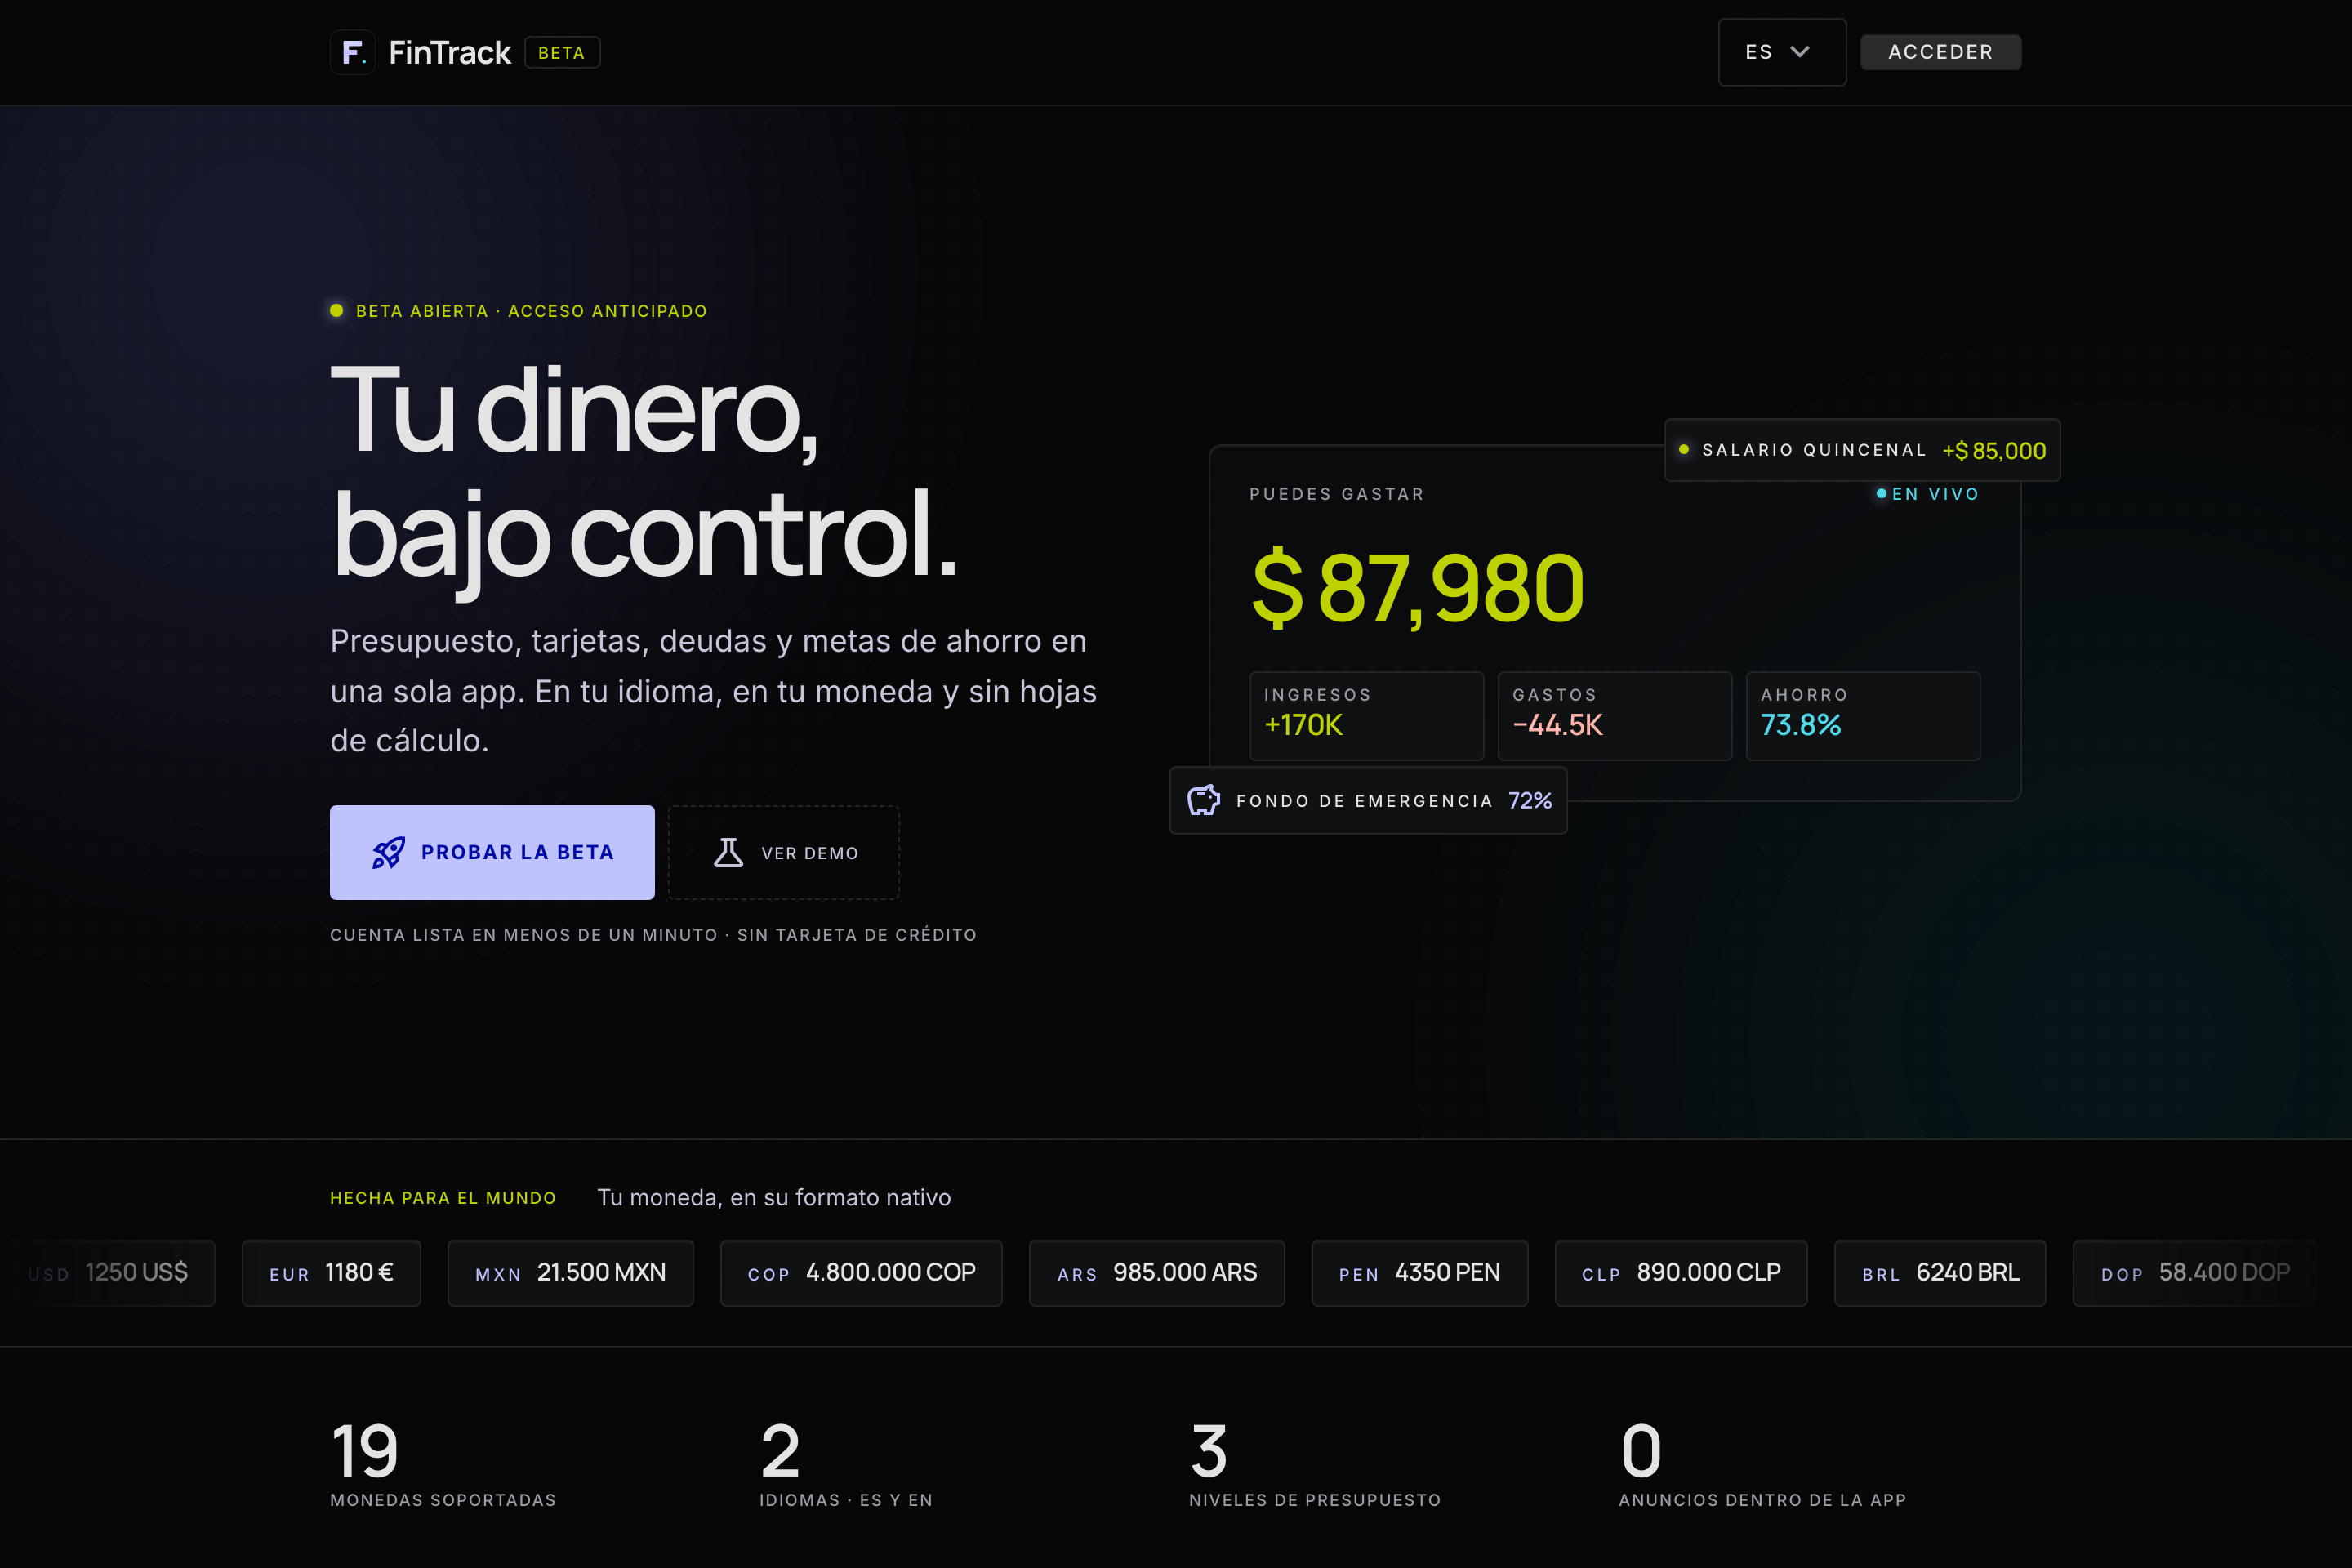 F.
FinTrack
BETA
ES
ACCEDER
BETA ABIERTA · ACCESO ANTICIPADO
Tu dinero,
bajo control.
Presupuesto, tarjetas, deudas y metas de ahorro en
una sola app. En tu idioma, en tu moneda y sin hojas
de cálculo.
PROBAR LA BETA
VER DEMO
CUENTA LISTA EN MENOS DE UN MINUTO · SIN TARJETA DE CRÉDITO
SALARIO QUINCENAL +$ 85,000
PUEDES GASTAR
EN VIVO
$ 87,980
INGRESOS
+170K
GASTOS
−44.5K
AHORRO
73.8%
FONDO DE EMERGENCIA 72%
HECHA PARA EL MUNDO
Tu moneda, en su formato nativo
USD 1250 US$
EUR 1180 €
MXN 21.500 MXN
COP 4.800.000 COP
ARS 985.000 ARS
PEN 4350 PEN
CLP 890.000 CLP
BRL 6240 BRL
DOP 58.400 DOP
19
MONEDAS SOPORTADAS
2
IDIOMAS · ES Y EN
3
NIVELES DE PRESUPUESTO
0
ANUNCIOS DENTRO DE LA APP